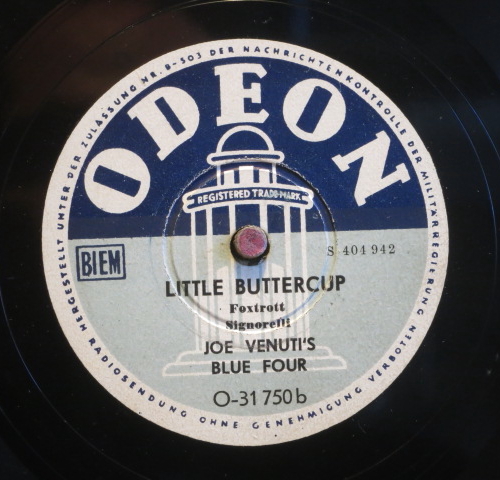 HERGESTELLT UNTER DER ZULASSUNG NR. B-503 DER NACHRICHTENKONTROLLE DER MILITÄRREGIERUNG
ODEON
REGISTERED TRADE MARK
BIEM
S 404 942
LITTLE BUTTERCUP
Foxtrott
Signorelli
JOE VENUTI'S
BLUE FOUR
O-31 750 b
RADIOSENDUNG OHNE GENEHMIGUNG VERBOTEN